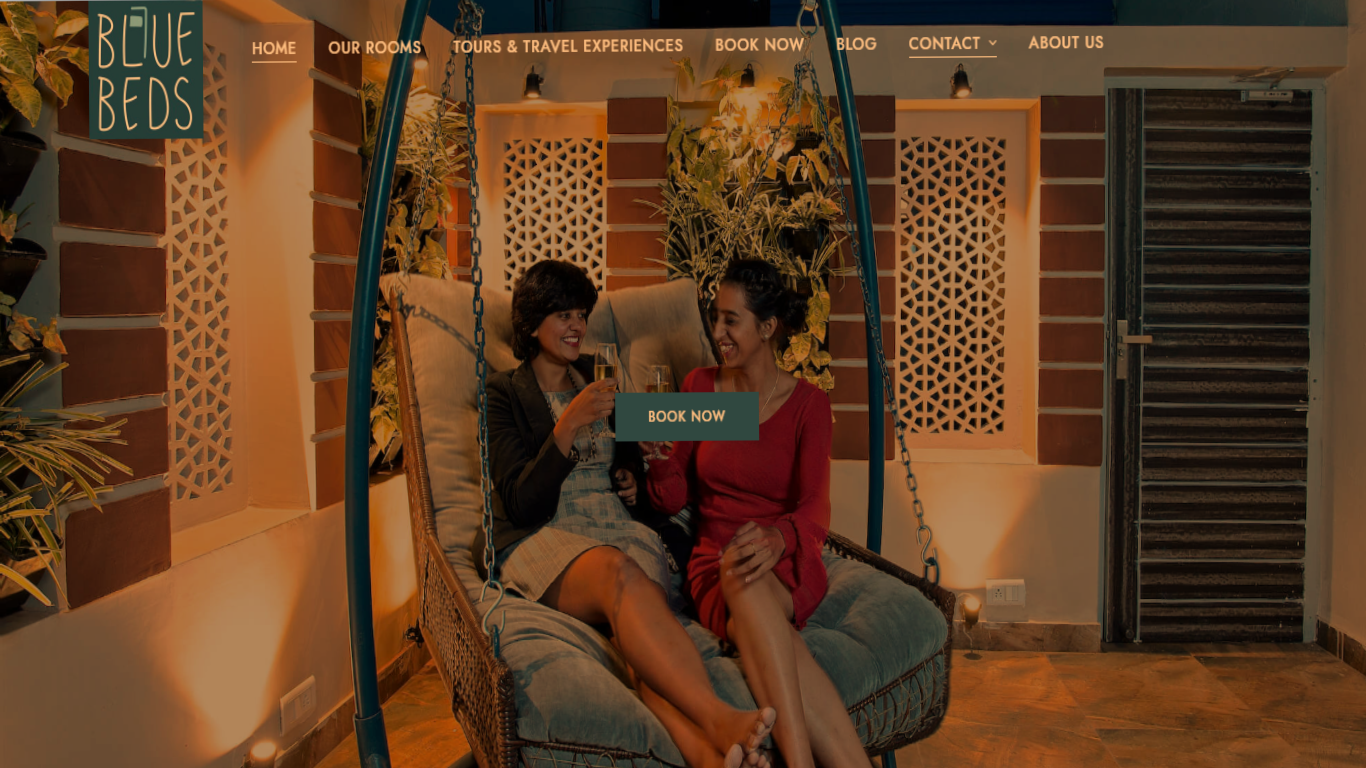 BLUE
BEDS
HOME
OUR ROOMS
TOURS & TRAVEL EXPERIENCES
BOOK NOW
BLOG
CONTACT
ABOUT US
BOOK NOW